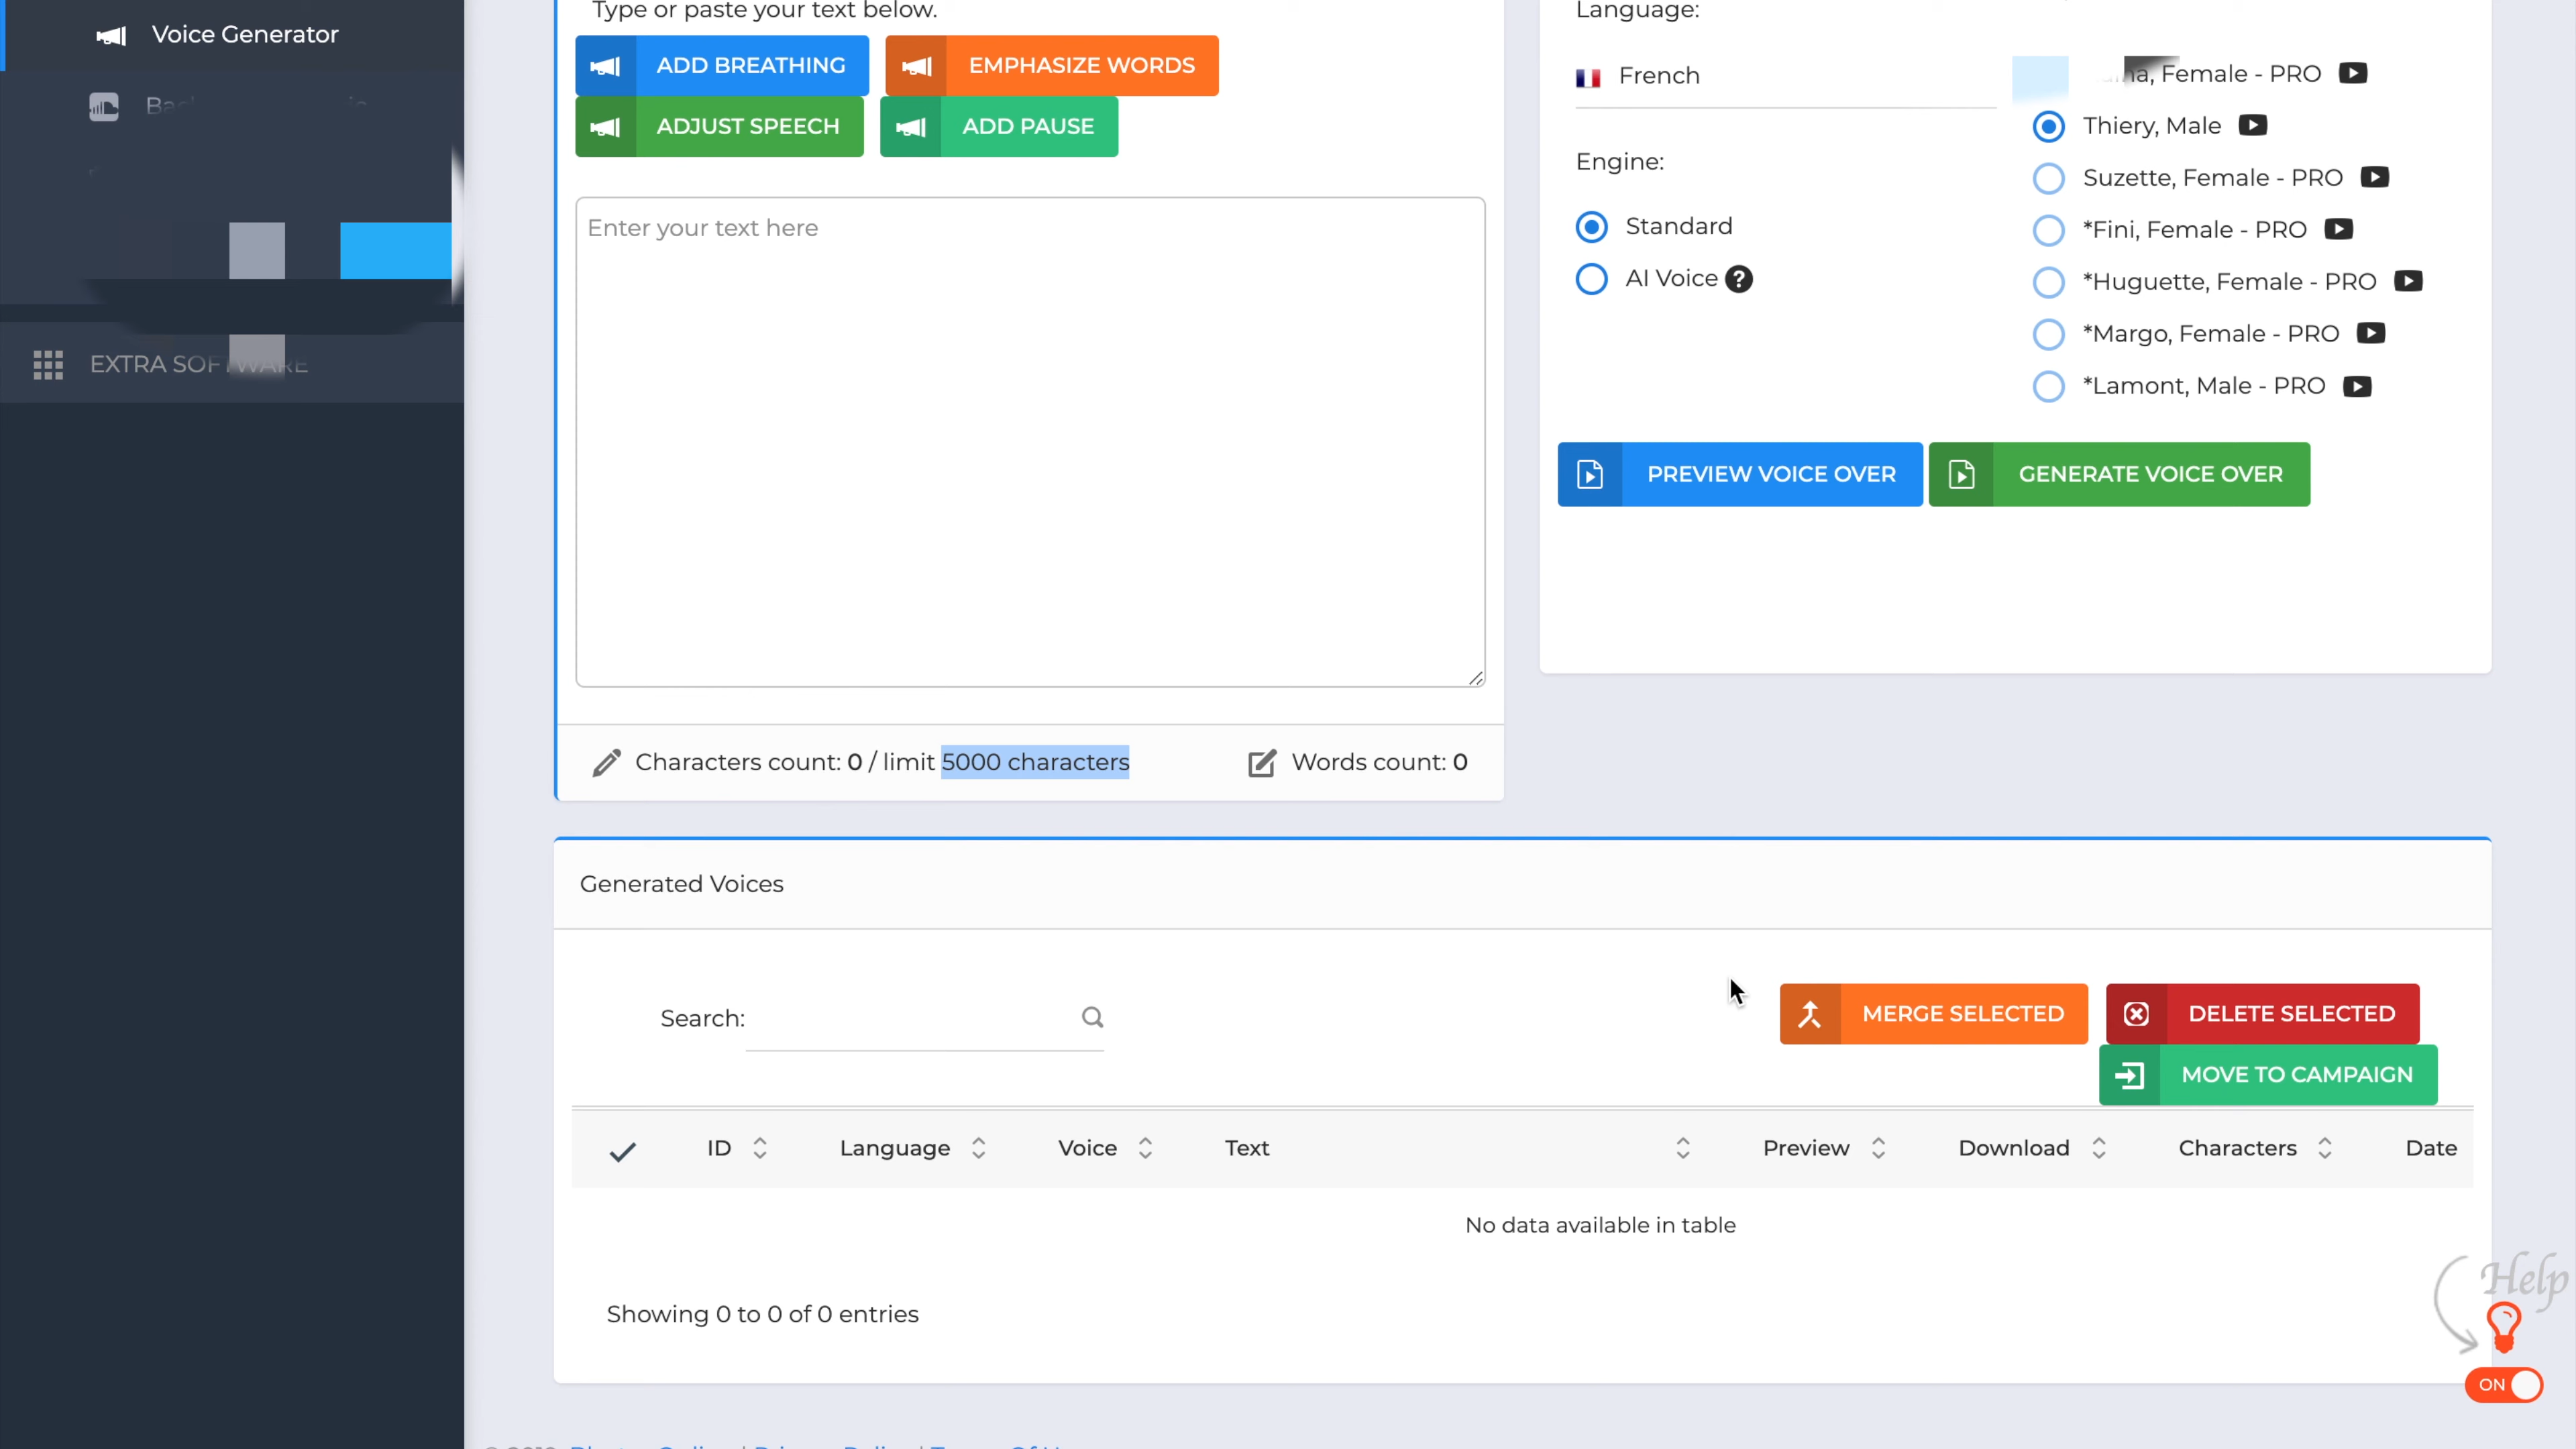 Voice Generator
EXTRA SOFTWARE
Type or paste your text below.
ADD BREATHING
EMPHASIZE WORDS
ADJUST SPEECH
ADD PAUSE
Enter your text here
Characters count: 0 / limit 5000 characters
Words count: 0
Language:
French
Engine:
Standard
AI Voice ?
Female - PRO
Thiery, Male
Suzette, Female - PRO
*Fini, Female - PRO
*Huguette, Female - PRO
*Margo, Female - PRO
*Lamont, Male - PRO
PREVIEW VOICE OVER
GENERATE VOICE OVER
Generated Voices
Search:
MERGE SELECTED
DELETE SELECTED
MOVE TO CAMPAIGN
ID Language Voice Text Preview Download Characters Date
No data available in table
Showing 0 to 0 of 0 entries
Help
ON